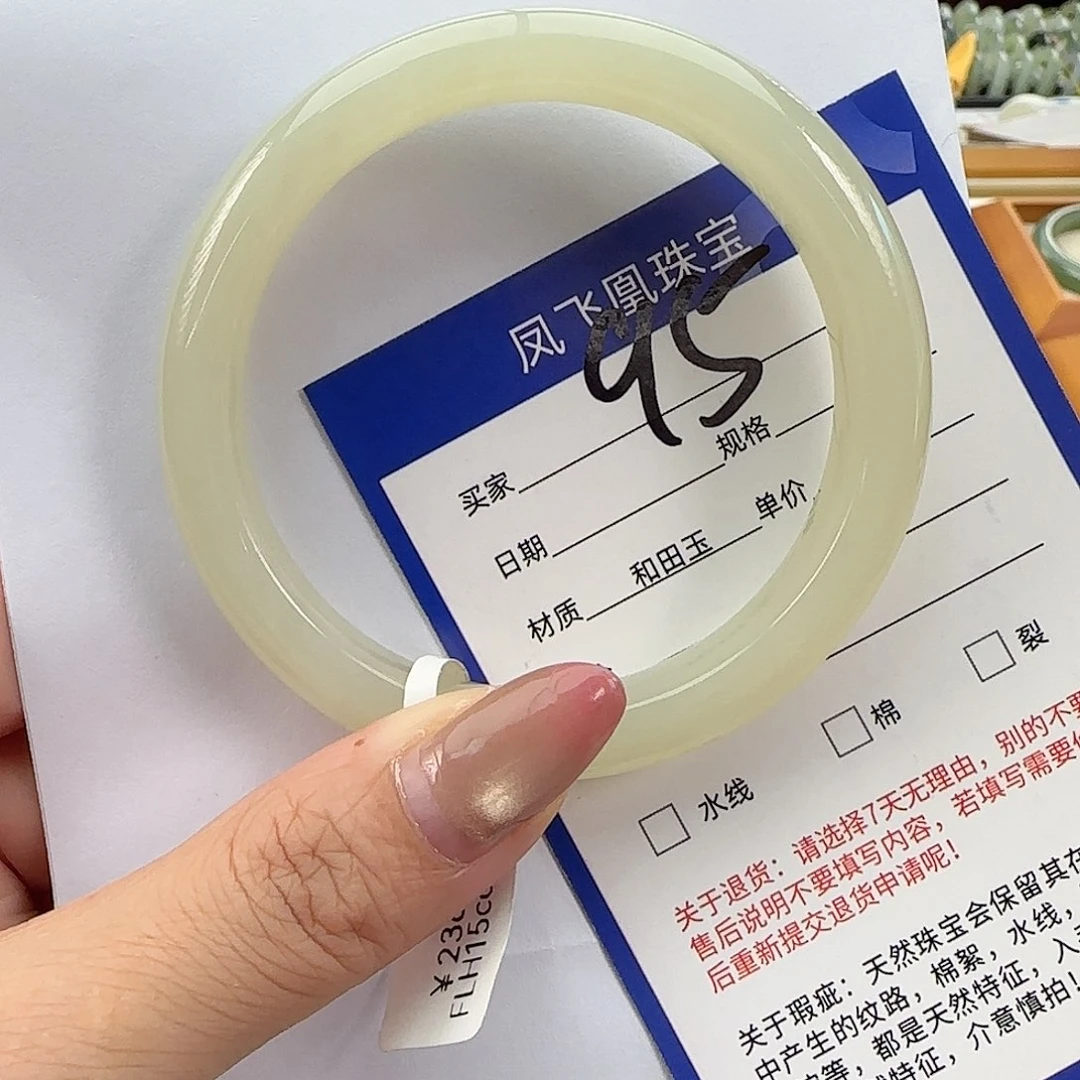 凤飞凰珠宝
95
买家
规格
日期
单价
材质 和田玉
水线
棉
裂
关于退货：请选择7天无理由，别的不要
售后说明不要填写内容，若填写需要
后重新提交退货申请呢！
关于瑕疵：天然珠宝会保留其在
中产生的纹路，棉絮，水线，
等，都是天然特征，入
特征，介意慎拍！
￥23
FLH15c